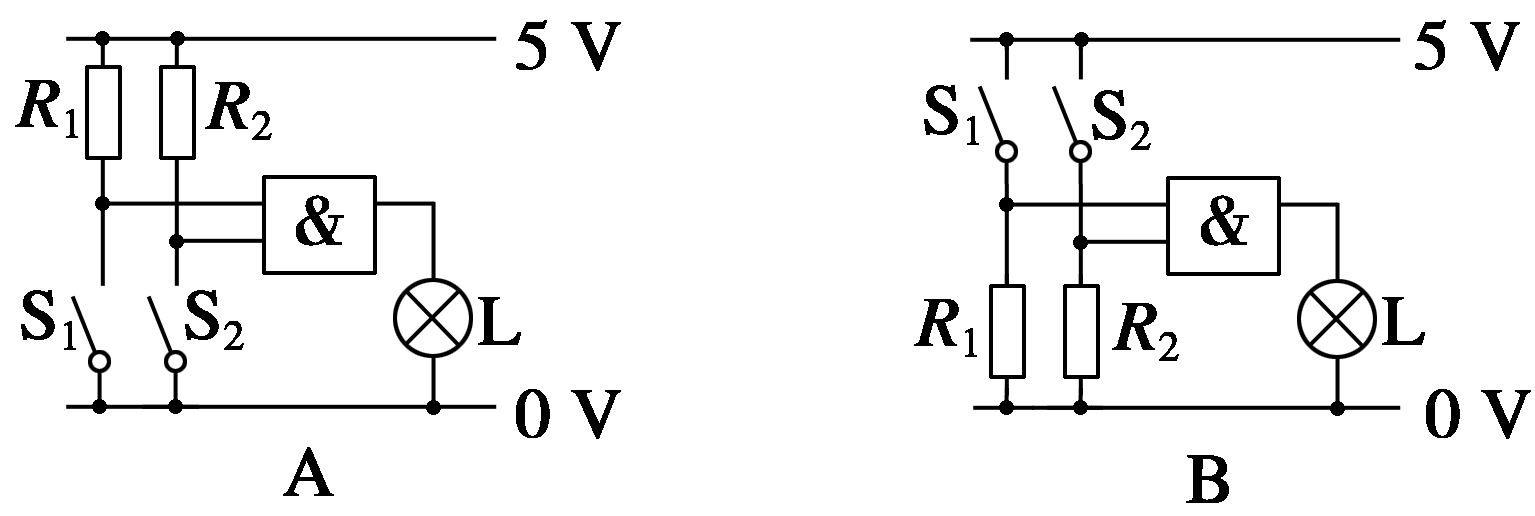 5 V
R₁ R₂
&
S₁ S₂ L
0 V
A
5 V
S₁ S₂
&
R₁ R₂ L
0 V
B